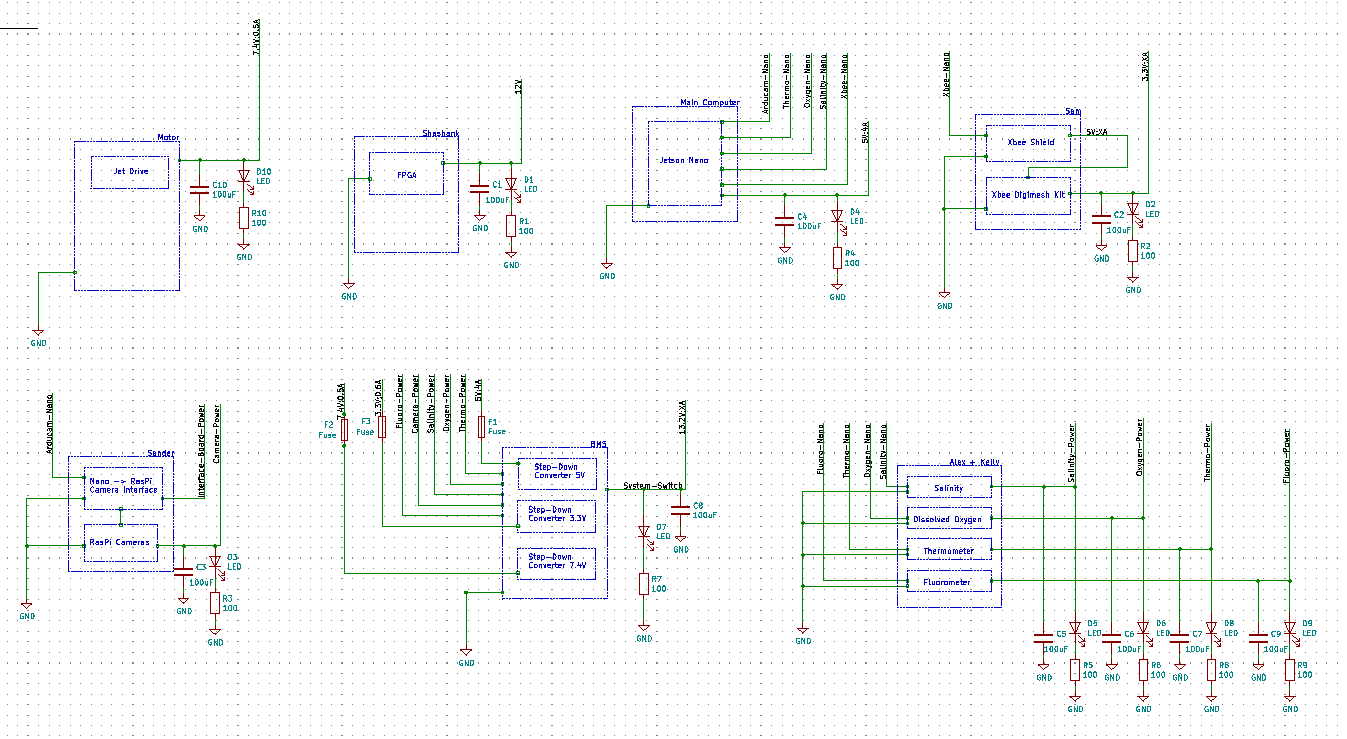 7.4V:0.5A
Motor
Jet Drive
C10
100uF
GND
D10
LED
R10
100
GND
GND
12V
Shashank
FPGA
C1
100uF
GND
D1
LED
R1
100
GND
GND
Arducam-Nano
Thermo-Nano
Oxygen-Nano
Salinity-Nano
Xbee-Nano
Main Computer
Jetson Nano
5V:4A
C4
100uF
GND
D4
LED
R4
100
GND
GND
Xbee-Nano
3.3V:XA
Sam
Xbee Shield
5V:XA
Xbee Digimesh Kit
C2
100uF
GND
D2
LED
R2
100
GND
GND
Arducam-Nano
Interface-Board-Power
Camera-Power
Sander
Nano -> RasPi
Camera Interface
RasPi Cameras
100uF
GND
D3
LED
R3
100
GND
GND
7.4V:0.5A
3.3V:0.6A
Fluoro-Power
Camera-Power
Salinity-Power
Oxygen-Power
Thermo-Power
5V:4A
F2
Fuse
F3
Fuse
F1
Fuse
BMS
Step-Down
Converter 5V
Step-Down
Converter 3.3V
Step-Down
Converter 7.4V
System-Switch
13.2V:XA
C8
100uF
GND
D7
LED
R7
100
GND
GND
Fluoro-Nano
Thermo-Nano
Oxygen-Nano
Salinity-Nano
Alex + Kelly
Salinity
Dissolved Oxygen
Thermometer
Fluorometer
Salinity-Power
Oxygen-Power
Thermo-Power
Fluoro-Power
GND
C5
100uF
GND
D5
LED
R5
100
GND
C6
100uF
GND
D6
LED
R6
100
GND
C7
100uF
GND
D8
LED
R8
100
GND
C9
100uF
GND
D9
LED
R9
100
GND